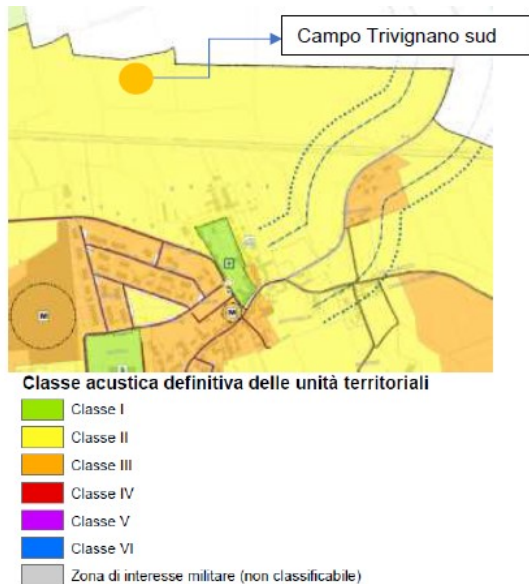 Campo Trivignano sud
M
M
Classe acustica definitiva delle unità territoriali
Classe I
Classe II
Classe III
Classe IV
Classe V
Classe VI
Zona di interesse militare (non classificabile)